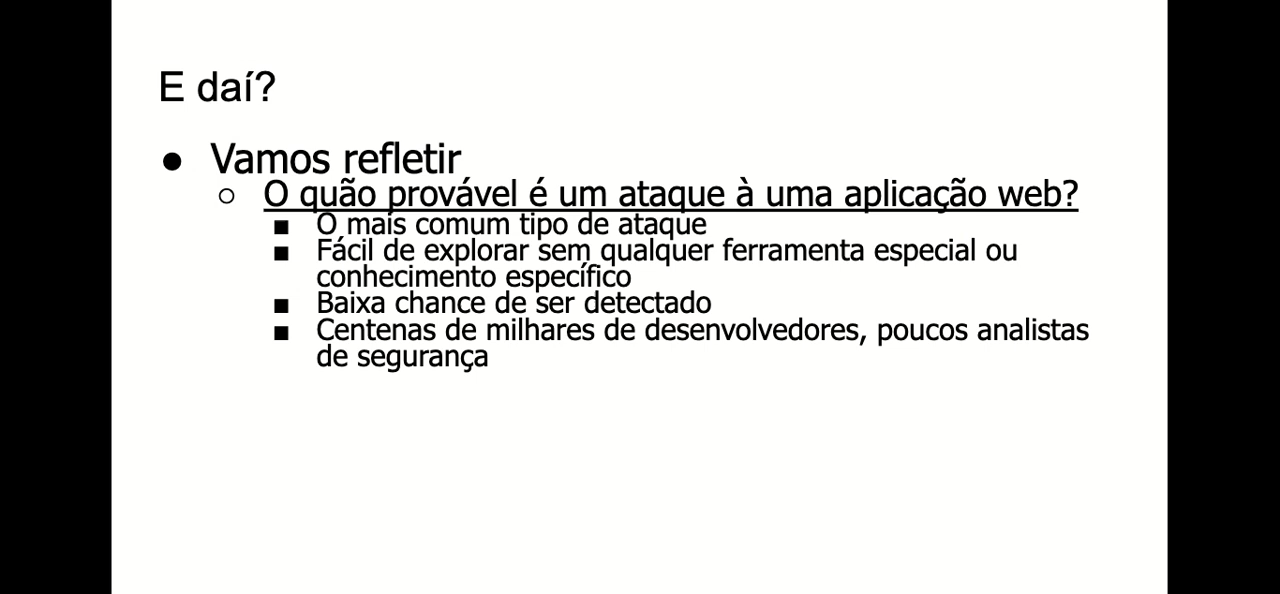 E daí?
● Vamos refletir
○ O quão provável é um ataque à uma aplicação web?
■ O mais comum tipo de ataque
■ Fácil de explorar sem qualquer ferramenta especial ou
conhecimento específico
■ Baixa chance de ser detectado
■ Centenas de milhares de desenvolvedores, poucos analistas
de segurança